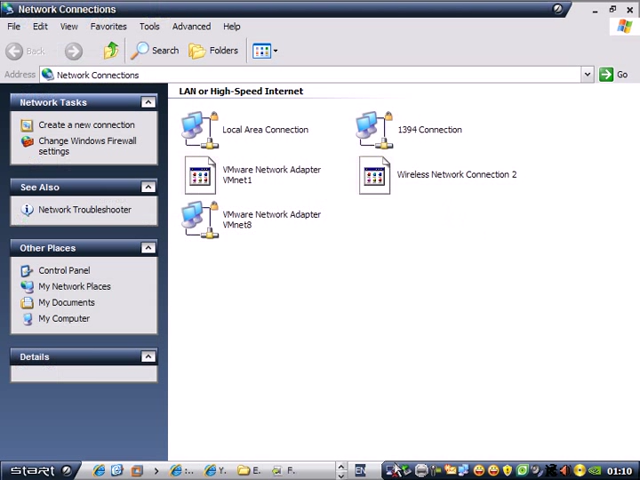 Network Connections
File Edit View Favorites Tools Advanced Help
Back Search Folders
Address Network Connections Go
Network Tasks
Create a new connection
Change Windows Firewall
settings
See Also
Network Troubleshooter
Other Places
Control Panel
My Network Places
My Documents
My Computer
Details
LAN or High-Speed Internet
Local Area Connection
1394 Connection
VMware Network Adapter
VMnet1
Wireless Network Connection 2
VMware Network Adapter
VMnet8
start :... Y. E. F. EN 01:10